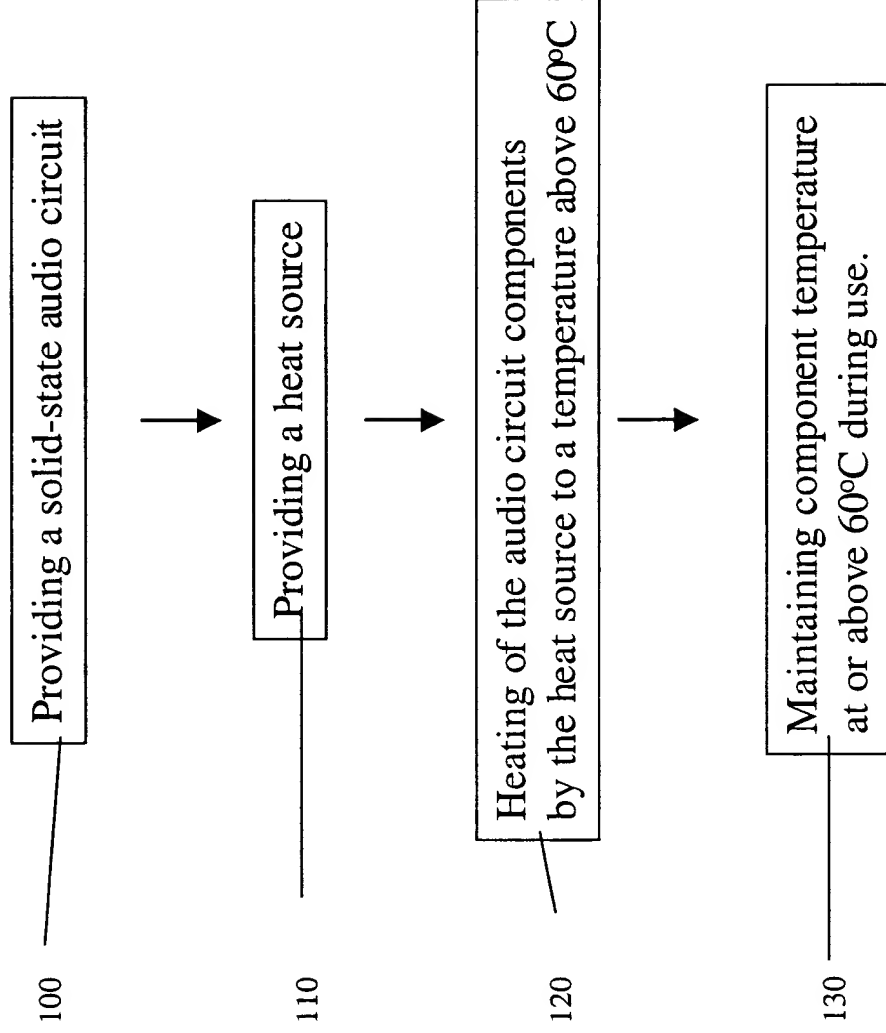 Providing a solid-state audio circuit
100
Providing a heat source
110
Heating of the audio circuit components
by the heat source to a temperature above 60ºC
120
Maintaining component temperature
at or above 60ºC during use.
130